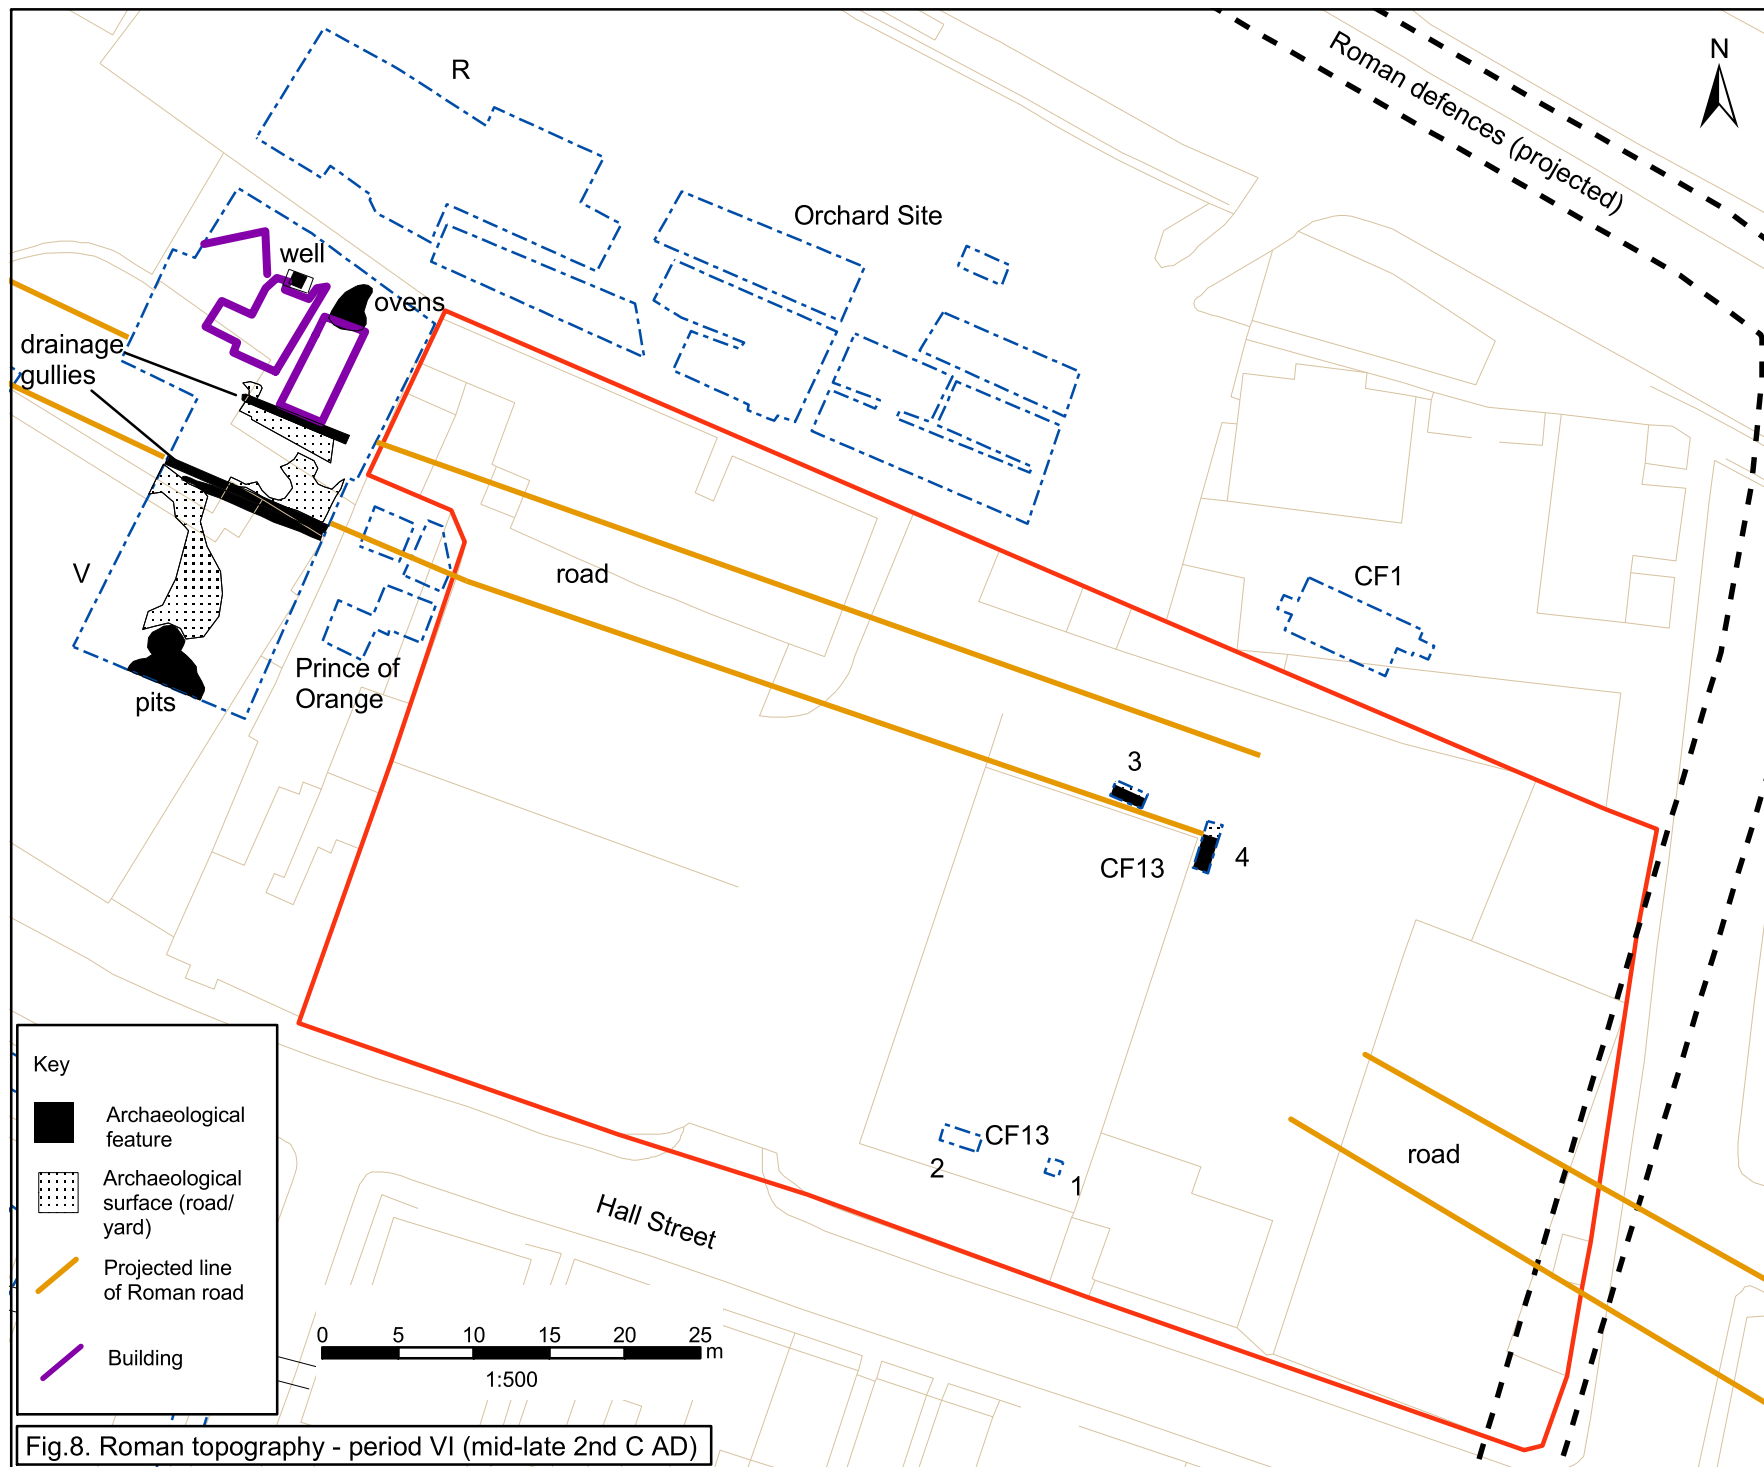 R
N
Roman defences (projected)
Orchard Site
well
ovens
drainage
gullies
V
road
CF1
Prince of
Orange
pits
3
4
CF13
CF13
2
1
road
Hall Street
Key
Archaeological
feature
Archaeological
surface (road/
yard)
Projected line
of Roman road
Building
0 5 10 15 20 25
m
1:500
Fig.8. Roman topography - period VI (mid-late 2nd C AD)